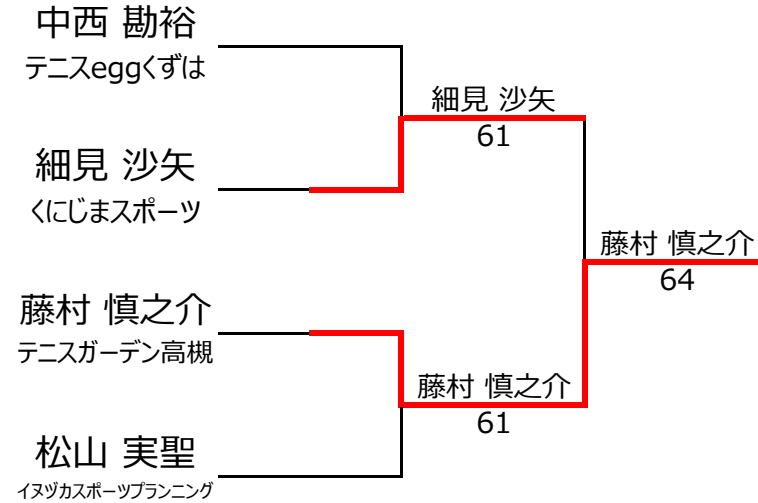 中西 勘裕
テニスeggくずは
細見 沙矢
61
細見 沙矢
くにじまスポーツ
藤村 慎之介
64
藤村 慎之介
テニスガーデン高槻
藤村 慎之介
61
松山 実聖
イヌヅカスポーツプランニング